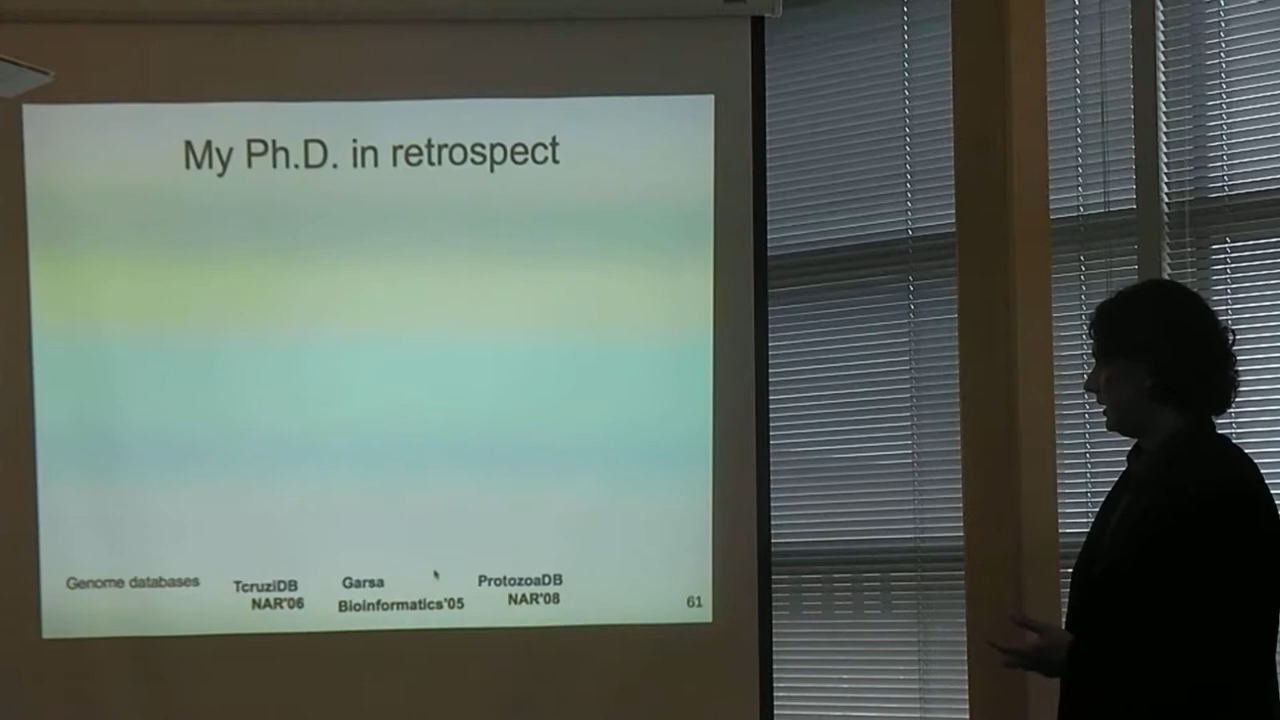 My Ph.D. in retrospect
Genome databases
TcruziDB
NAR'06
Garsa
Bioinformatics'05
ProtozoaDB
NAR'08
61